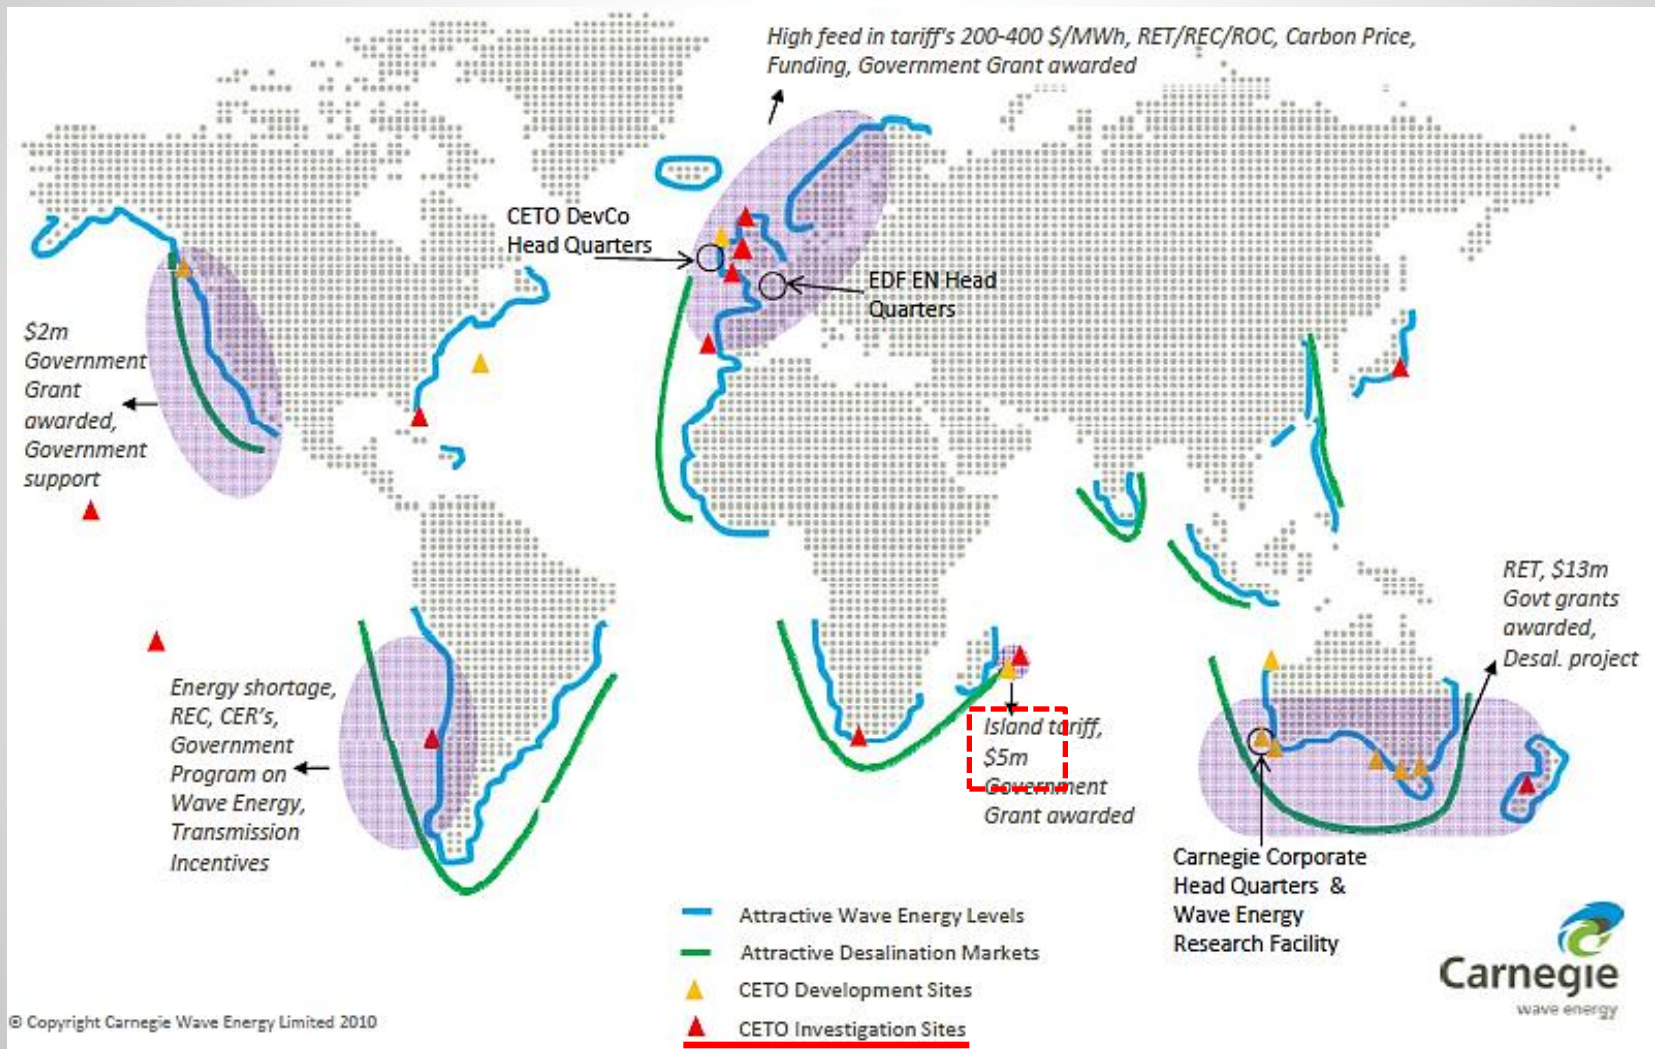 High feed in tariff's 200-400 $/MWh, RET/REC/ROC, Carbon Price,
Funding, Government Grant awarded
CETO DevCo
Head Quarters
EDF EN Head
Quarters
$2m
Government
Grant
awarded,
Government
support
RET, $13m
Govt grants
awarded,
Desal. project
Energy shortage,
REC, CER's,
Government
Program on
Wave Energy,
Transmission
Incentives
Island tariff,
$5m
Government
Grant awarded
Carnegie Corporate
Head Quarters &
Wave Energy
Research Facility
Attractive Wave Energy Levels
Attractive Desalination Markets
CETO Development Sites
CETO Investigation Sites
Carnegie
wave energy
© Copyright Carnegie Wave Energy Limited 2010